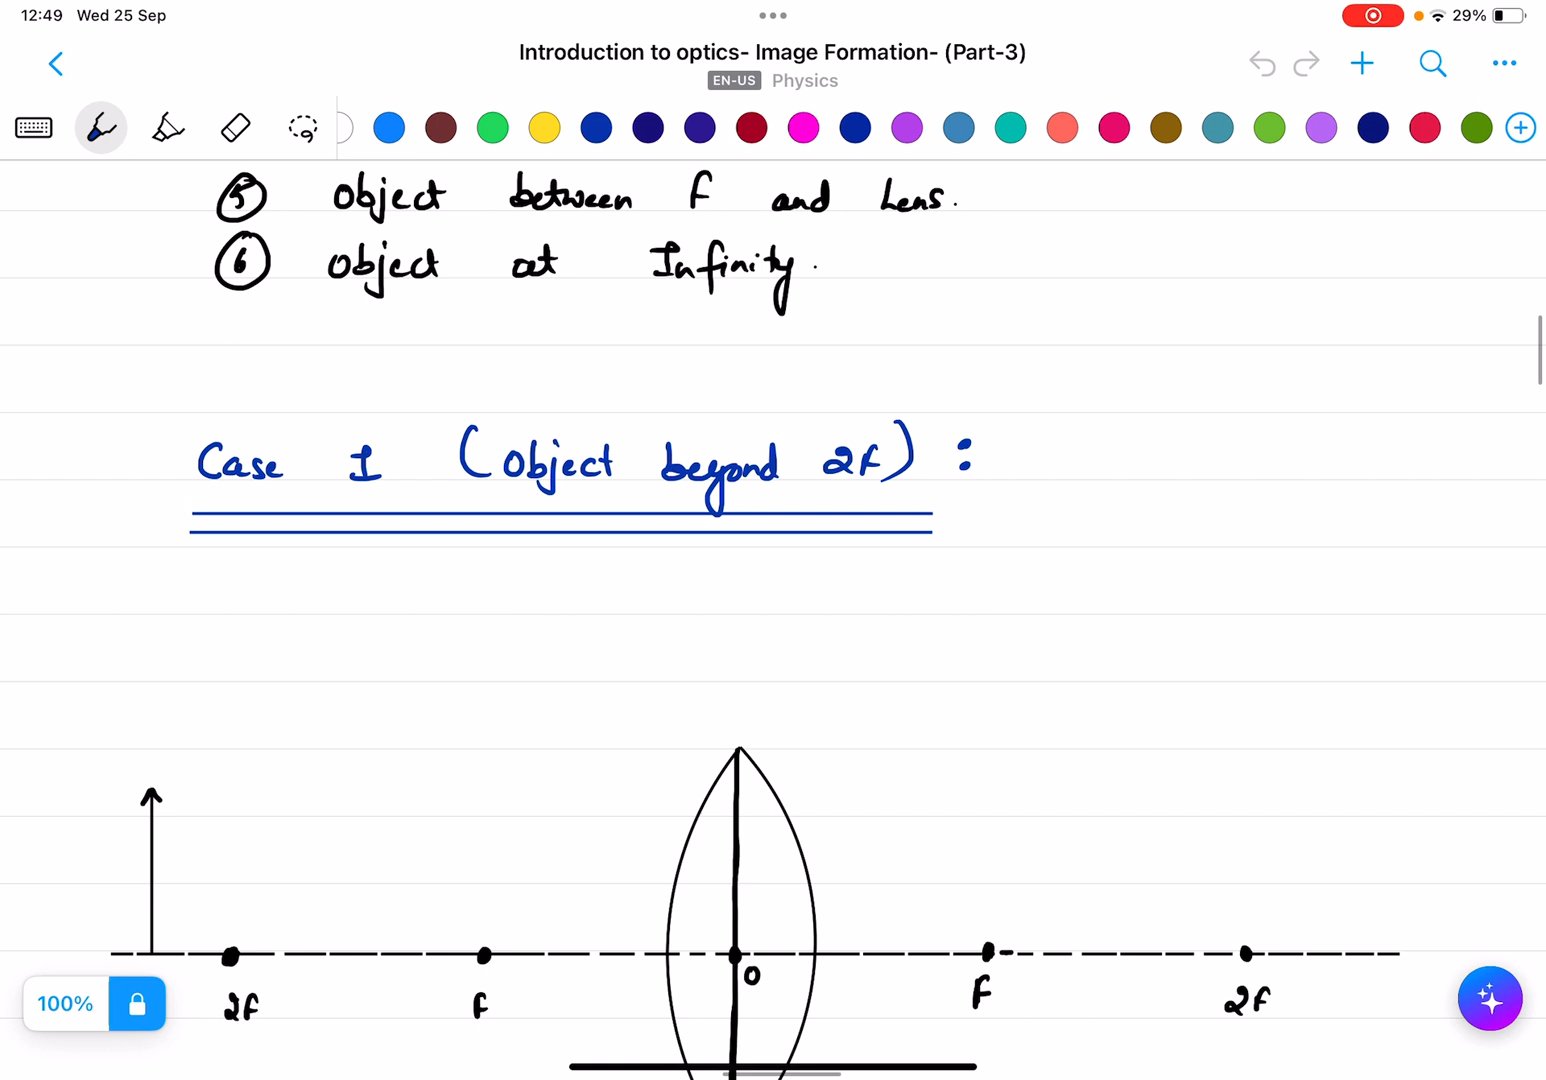 12:49 Wed 25 Sep
29%
Introduction to optics- Image Formation- (Part-3)
EN-US Physics
5 object between F and Lens.
6 object at Infinity.
Case I (object beyond 2F) :
O
2F F F 2F
100%